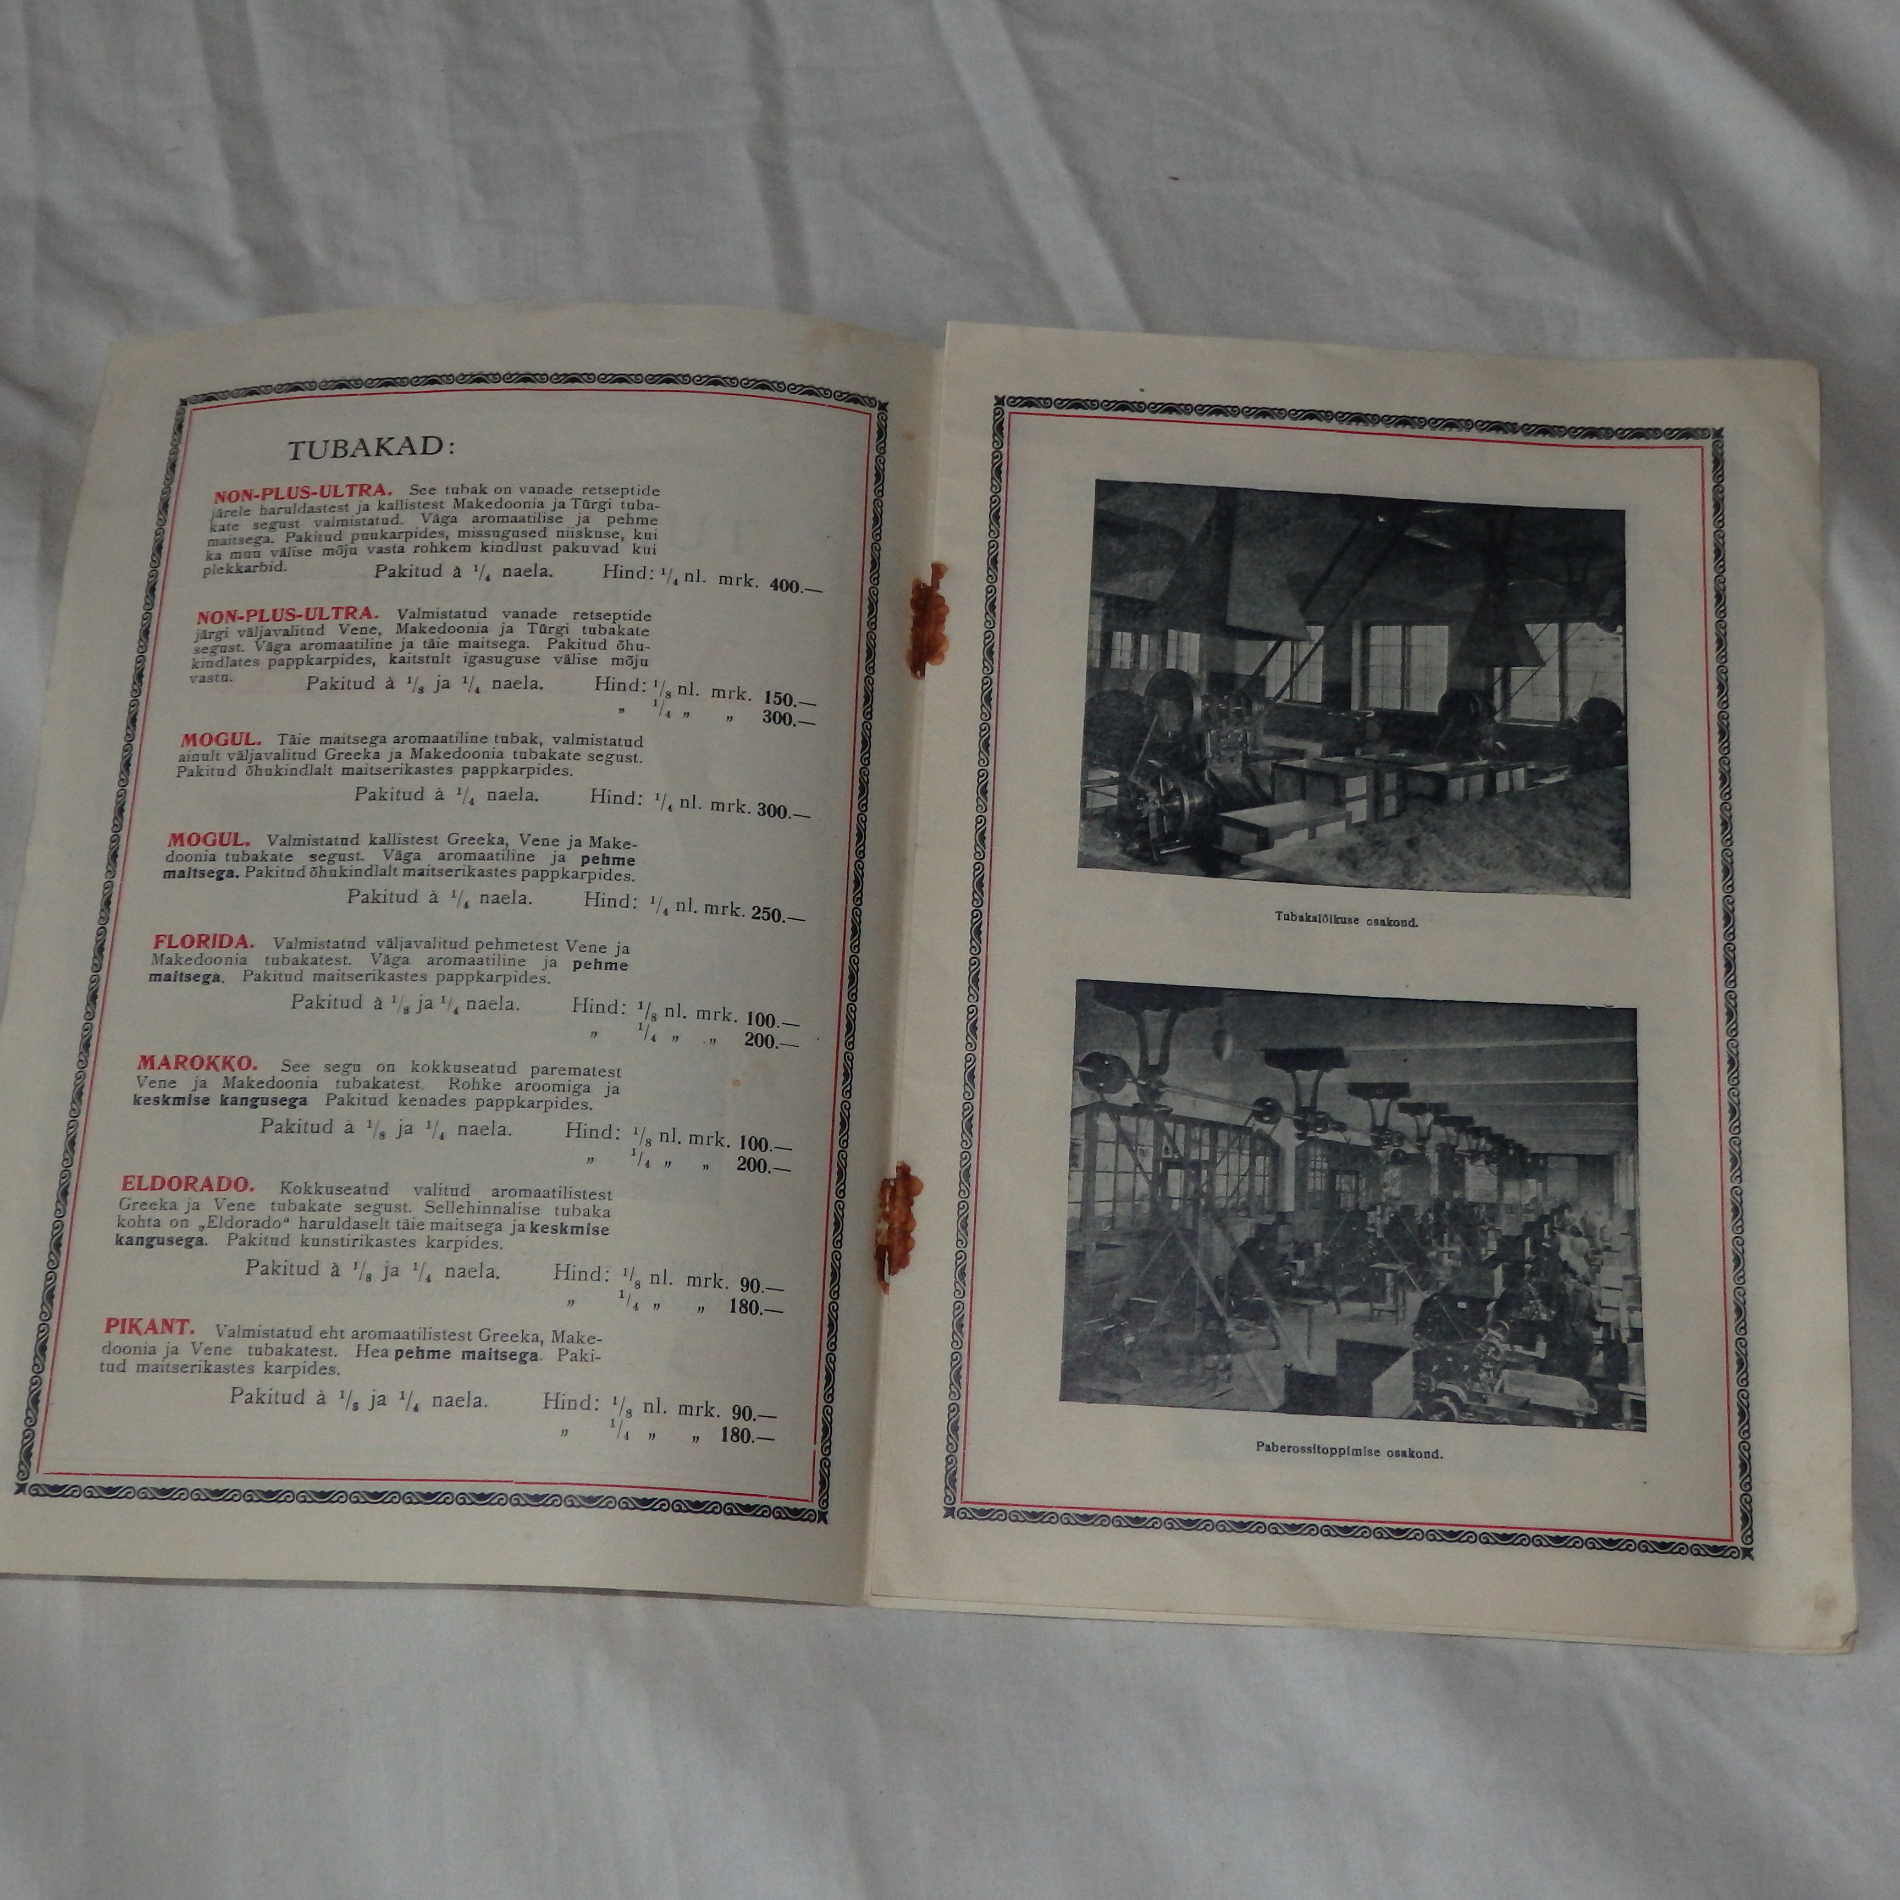 TUBAKAD:
NON-PLUS-ULTRA. See tubak on vanade retseptide
järele haruldastest ja kallistest Makedoonia ja Türgi tuba-
kate segust valmistatud. Väga aromaatilise ja pehme
maitsega. Pakitud puukarpides, missugused niiskuse, kui
ka muu välise mõju vasta rohkem kindlust pakuvad kui
plekkarbid. Pakitud à 1/4 naela. Hind: 1/4 nl. mrk. 400.—
NON-PLUS-ULTRA. Valmistatud vanade retseptide
järgi väljavalitud Vene, Makedoonia ja Türgi tubakate
segust. Väga aromaatiline ja täie maitsega. Pakitud õhu-
kindlates pappkarpides, kaitstult igasuguse välise mõju
vastu. Pakitud à 1/8 ja 1/4 naela. Hind: 1/8 nl. mrk. 150.—
„ 1/4 „ „ 300.—
MOGUL. Täie maitsega aromaatiline tubak, valmistatud
ainult väljavalitud Greeka ja Makedoonia tubakate segust.
Pakitud õhukindlalt maitserikastes pappkarpides.
Pakitud à 1/4 naela. Hind: 1/4 nl. mrk. 300.—
MOGUL. Valmistatud kallistest Greeka, Vene ja Make-
doonia tubakate segust. Väga aromaatiline ja pehme
maitsega. Pakitud õhukindlalt maitserikastes pappkarpides.
Pakitud à 1/4 naela. Hind: 1/4 nl. mrk. 250.—
FLORIDA. Valmistatud väljavalitud pehmetest Vene ja
Makedoonia tubakatest. Väga aromaatiline ja pehme
maitsega. Pakitud maitserikastes pappkarpides.
Pakitud à 1/8 ja 1/4 naela. Hind: 1/8 nl. mrk. 100.—
„ 1/4 „ „ 200.—
MAROKKO. See segu on kokkuseatud parematest
Vene ja Makedoonia tubakatest. Rohke aroomiga ja
keskmise kangusega Pakitud kenades pappkarpides.
Pakitud à 1/8 ja 1/4 naela. Hind: 1/8 nl. mrk. 100.—
„ 1/4 „ „ 200.—
ELDORADO. Kokkuseatud valitud aromaatilistest
Greeka ja Vene tubakate segust. Sellehinnalise tubaka
kohta on „Eldorado“ haruldaselt täie maitsega ja keskmise
kangusega. Pakitud kunstirikastes karpides.
Pakitud à 1/8 ja 1/4 naela. Hind: 1/8 nl. mrk. 90.—
„ 1/4 „ „ 180.—
PIKANT. Valmistatud eht aromaatilistest Greeka, Make-
doonia ja Vene tubakatest. Hea pehme maitsega. Paki-
tud maitserikastes karpides.
Pakitud à 1/8 ja 1/4 naela. Hind: 1/8 nl. mrk. 90.—
„ 1/4 „ „ 180.—
Tubakalõikuse osakond.
Paberossitoppimise osakond.